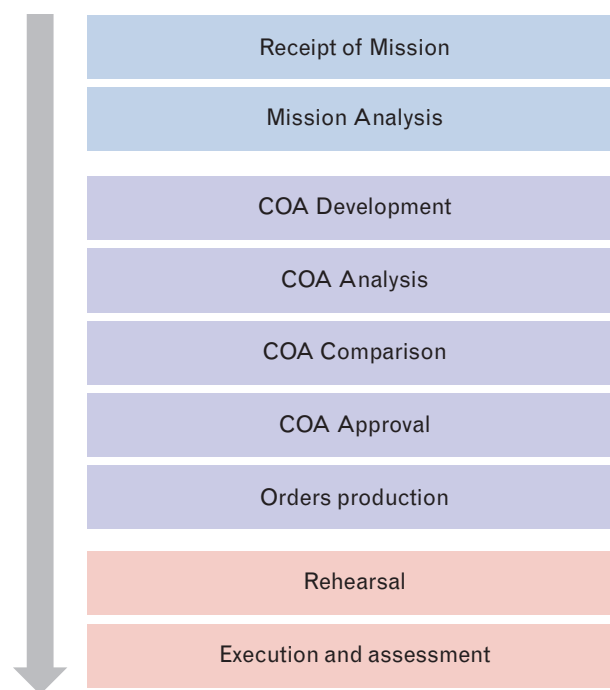 Receipt of Mission
Mission Analysis
COA Development
COA Analysis
COA Comparison
COA Approval
Orders production
Rehearsal
Execution and assessment